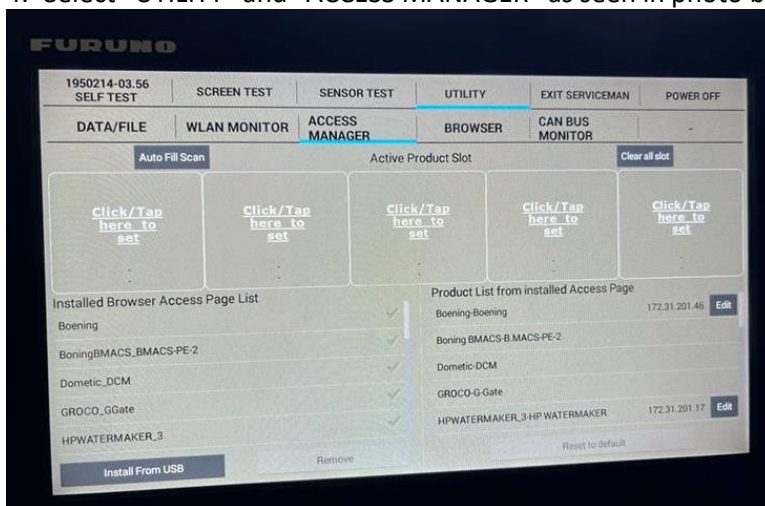 FURUNO
1950214-03.56
SELF TEST
SCREEN TEST
SENSOR TEST
UTILITY
EXIT SERVICEMAN
POWER OFF
DATA/FILE
WLAN MONITOR
ACCESS
MANAGER
BROWSER
CAN BUS
MONITOR
-
Auto Fill Scan
Active Product Slot
Clear all slot
Click/Tap
here to
set
:
Click/Tap
here to
set
:
Click/Tap
here to
set
:
Click/Tap
here to
set
:
Click/Tap
here to
set
:
Installed Browser Access Page List
Boening
BoningBMACS_BMACS-PE-2
Dometic_DCM
GROCO_GGate
HPWATERMAKER_3
Install From USB
Remove
Product List from installed Access Page
Boening-Boening 172.31.201.46 Edit
Boning BMACS-B.MACS-PE-2
Dometic-DCM
GROCO-G-Gate
HPWATERMAKER_3-HP WATERMAKER 172.31.201.17 Edit
Reset to default